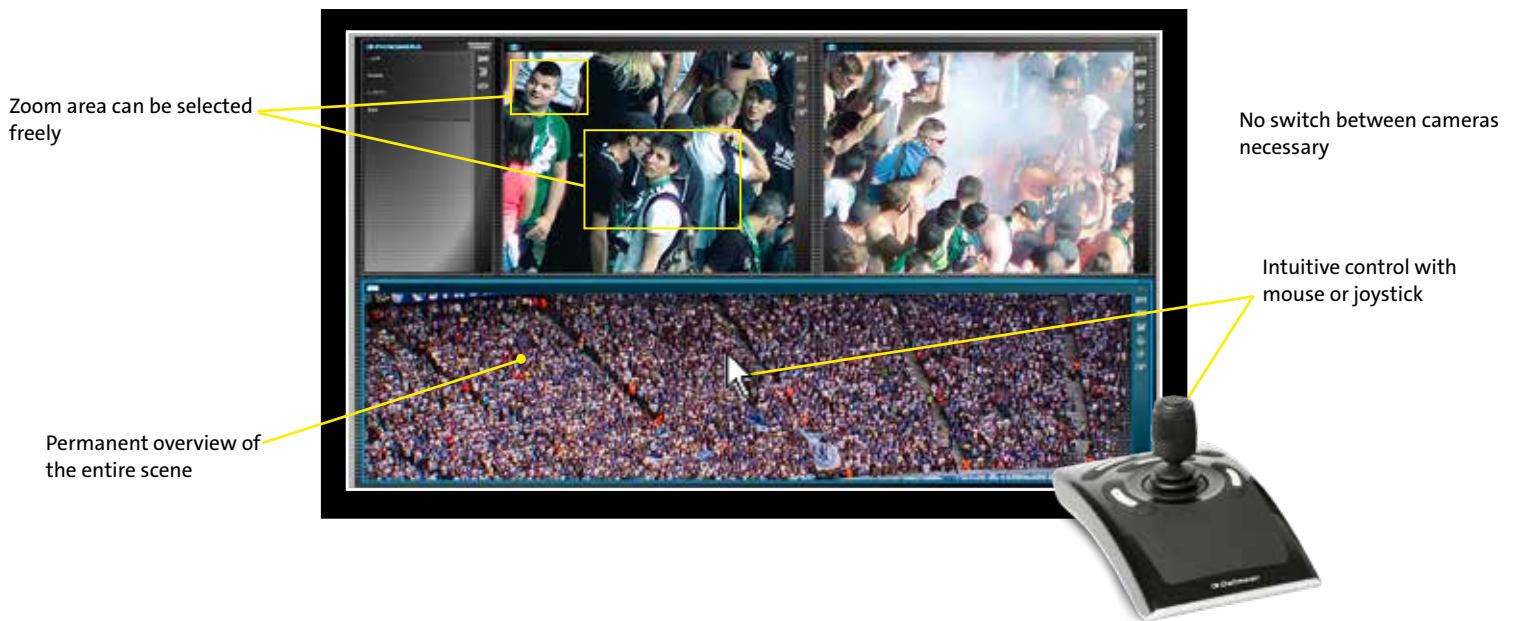 Zoom area can be selected
freely
No switch between cameras
necessary
Intuitive control with
mouse or joystick
Permanent overview of
the entire scene
Dallmeier